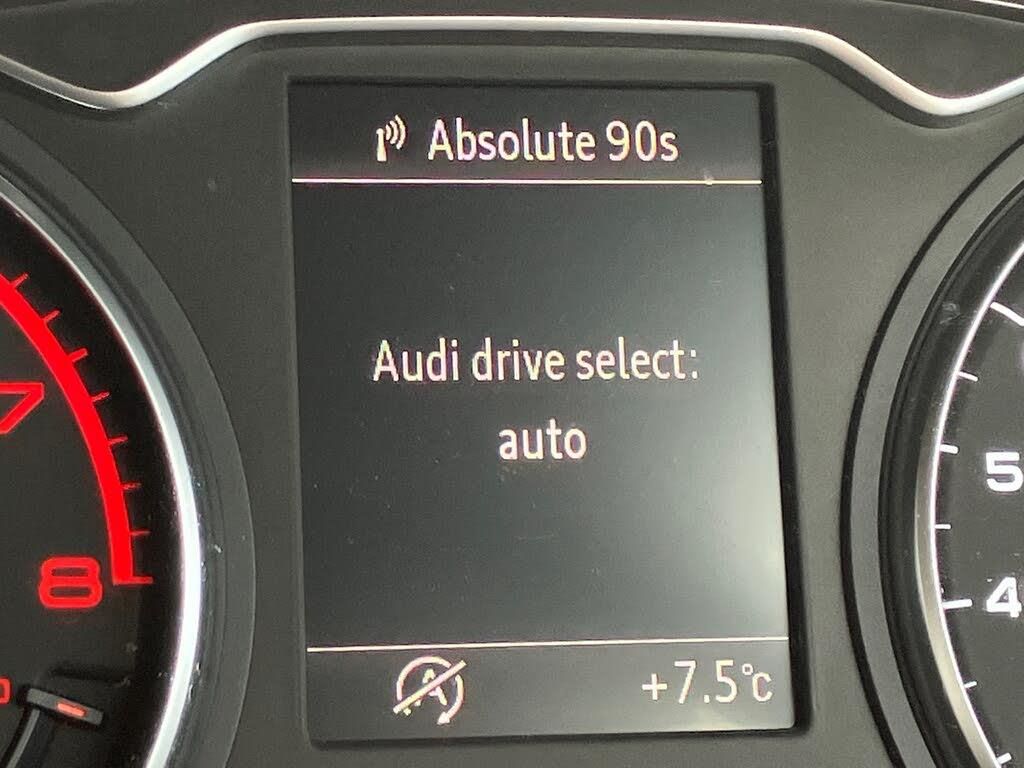 Absolute 90s
Audi drive select:
auto
7
8
5
4
A
+7.5°C